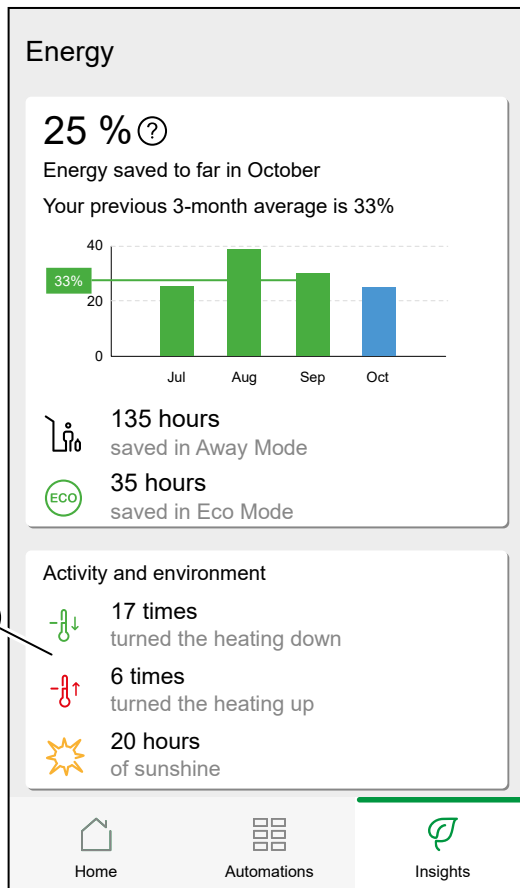 Energy
25 % ?
Energy saved to far in October
Your previous 3-month average is 33%
40
33%
20
0
Jul Aug Sep Oct
135 hours
saved in Away Mode
ECO
35 hours
saved in Eco Mode
Activity and environment
17 times
turned the heating down
6 times
turned the heating up
20 hours
of sunshine
Home Automations Insights